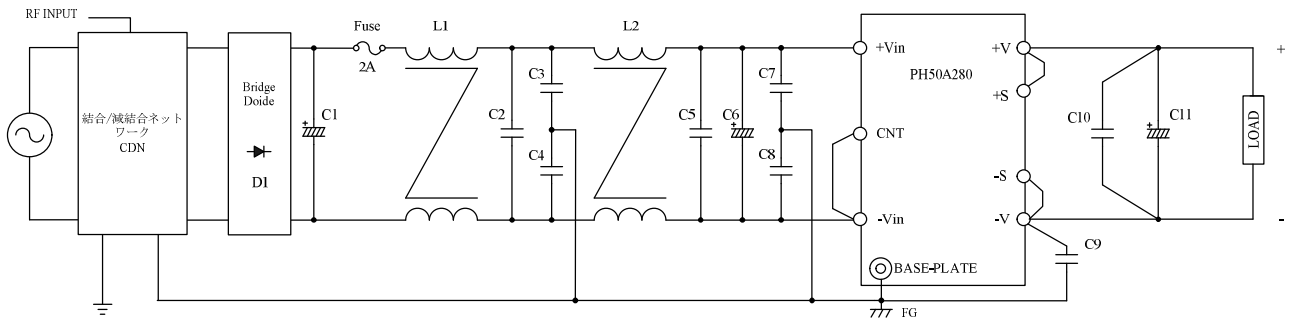 RF INPUT
結合/減結合ネット
ワーク
CDN
Bridge
Doide
D1
+
C1
Fuse
2A
L1
C2
C3
C4
L2
C5
+
C6
C7
C8
+Vin
CNT
-Vin
PH50A280
+V
+S
-S
-V
BASE-PLATE
FG
C9
C10
+
C11
LOAD
+
-